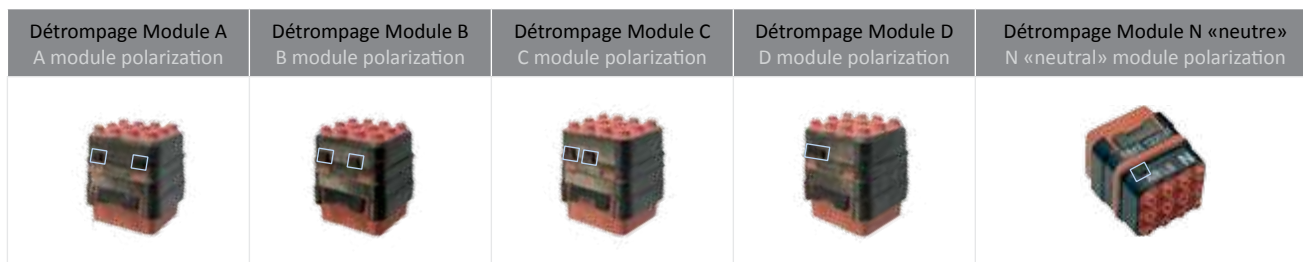 Détrompage Module A
A module polarization
Détrompage Module B
B module polarization
Détrompage Module C
C module polarization
Détrompage Module D
D module polarization
Détrompage Module N «neutre»
N «neutral» module polarization
N